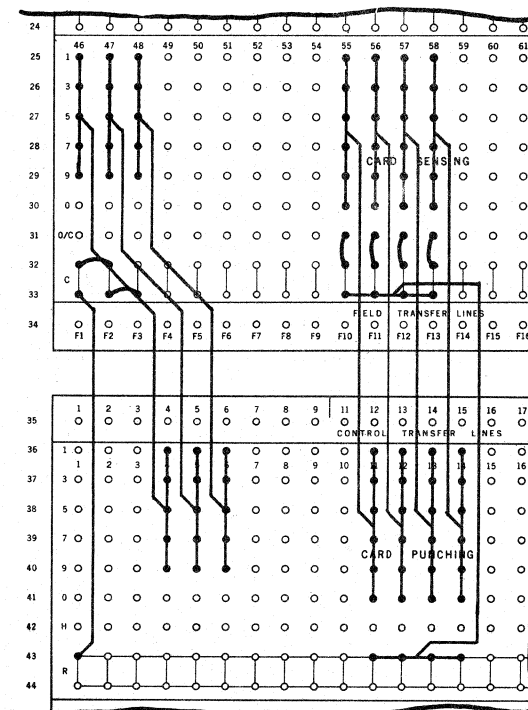 24
46 47 48 49 50 51 52 53 54 55 56 57 58 59 60 61
25 1
26 3
27 5
28 7 CARD SENSING
29 9
30 0
31 0/C
32
C
33
FIELD TRANSFER LINES
34
F1 F2 F3 F4 F5 F6 F7 F8 F9 F10 F11 F12 F13 F14 F15 F16
1 2 3 4 5 6 7 8 9 11 12 13 14 15 16 17
35
CONTROL TRANSFER LINES
36 1
1 2 3 7 8 9 10 11 12 13 14 15 16
37 3
38 5
39 7
CARD PUNCHING
40 9
41 0
42 H
43
R
44